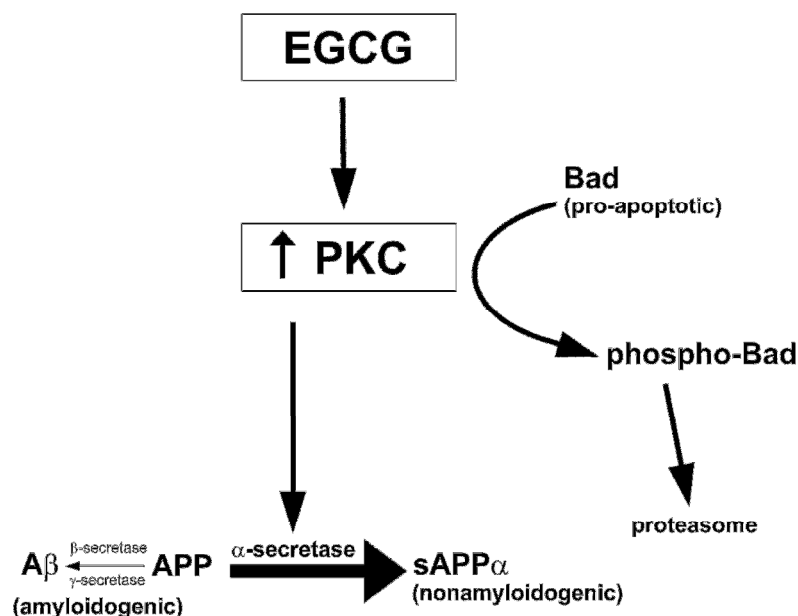 EGCG
Bad
(pro-apoptotic)
↑ PKC
phospho-Bad
proteasome
β-secretase
α-secretase
Aβ
APP
sAPPα
γ-secretase
(nonamyloidogenic)
(amyloidogenic)